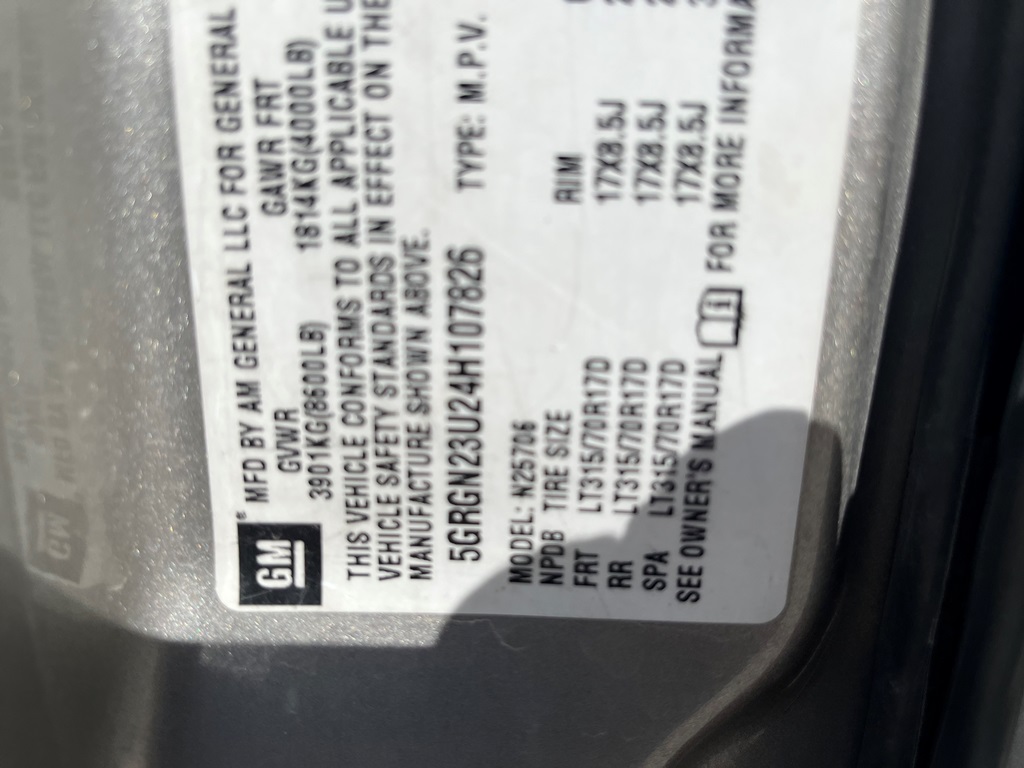 GM
MFD BY AM GENERAL LLC FOR GENERAL
GVWR GAWR FRT
3901KG(8600LB) 1814KG(4000LB)
THIS VEHICLE CONFORMS TO ALL APPLICABLE U
VEHICLE SAFETY STANDARDS IN EFFECT ON THE
MANUFACTURE SHOWN ABOVE.
5GRGN23U24H107826 TYPE: M.P.V.
MODEL: N25706
NPDB TIRE SIZE RIM
FRT LT315/70R17D 17X8.5J
RR LT315/70R17D 17X8.5J
SPA LT315/70R17D 17X8.5J
SEE OWNER'S MANUAL FOR MORE INFORMA